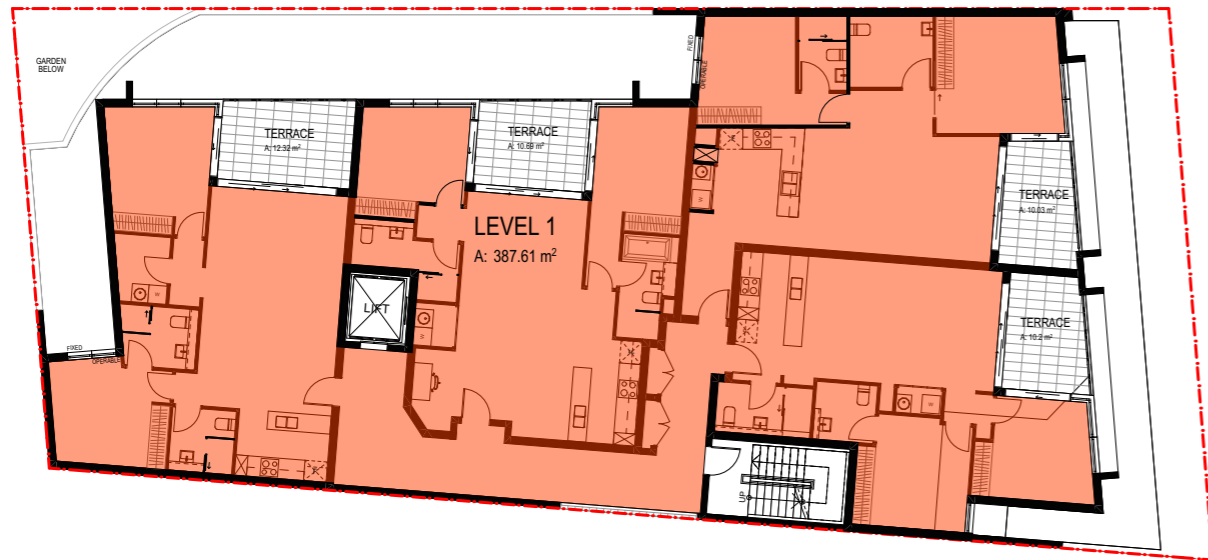 GARDEN
BELOW
FIXED
OPERABLE
TERRACE
A: 12.32 m²
TERRACE
A: 10.69 m²
TERRACE
A: 10.03 m²
LEVEL 1
A: 387.61 m²
LIFT
TERRACE
A: 10.2 m²
FIXED
OPERABLE
UP